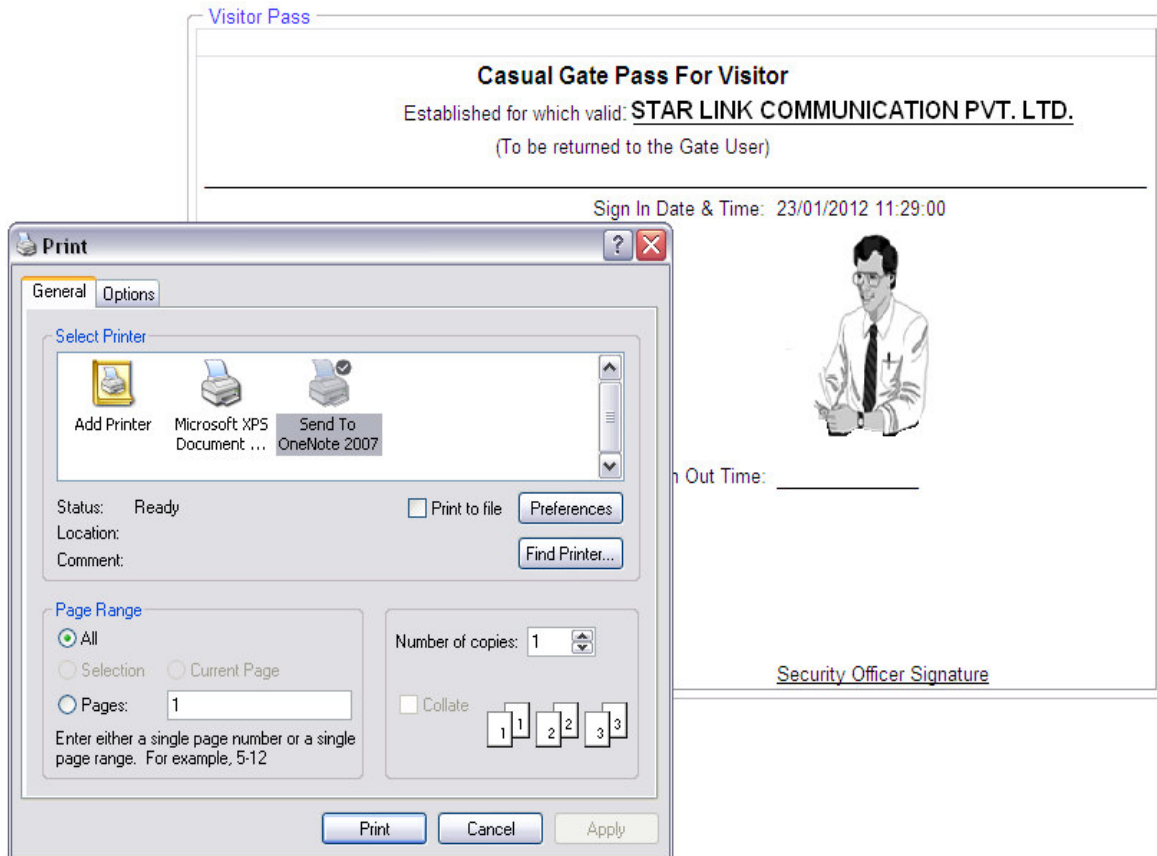 Visitor Pass
Casual Gate Pass For Visitor
Established for which valid: STAR LINK COMMUNICATION PVT. LTD.
(To be returned to the Gate User)
Sign In Date & Time: 23/01/2012 11:29:00
Out Time:
Security Officer Signature
Print
General Options
Select Printer
Add Printer
Microsoft XPS Document ...
Send To OneNote 2007
Status: Ready
Print to file
Preferences
Location:
Comment:
Find Printer...
Page Range
All
Selection Current Page
Pages: 1
Enter either a single page number or a single
page range. For example, 5-12
Number of copies: 1
Collate
1 1 2 2 3 3
Print Cancel Apply